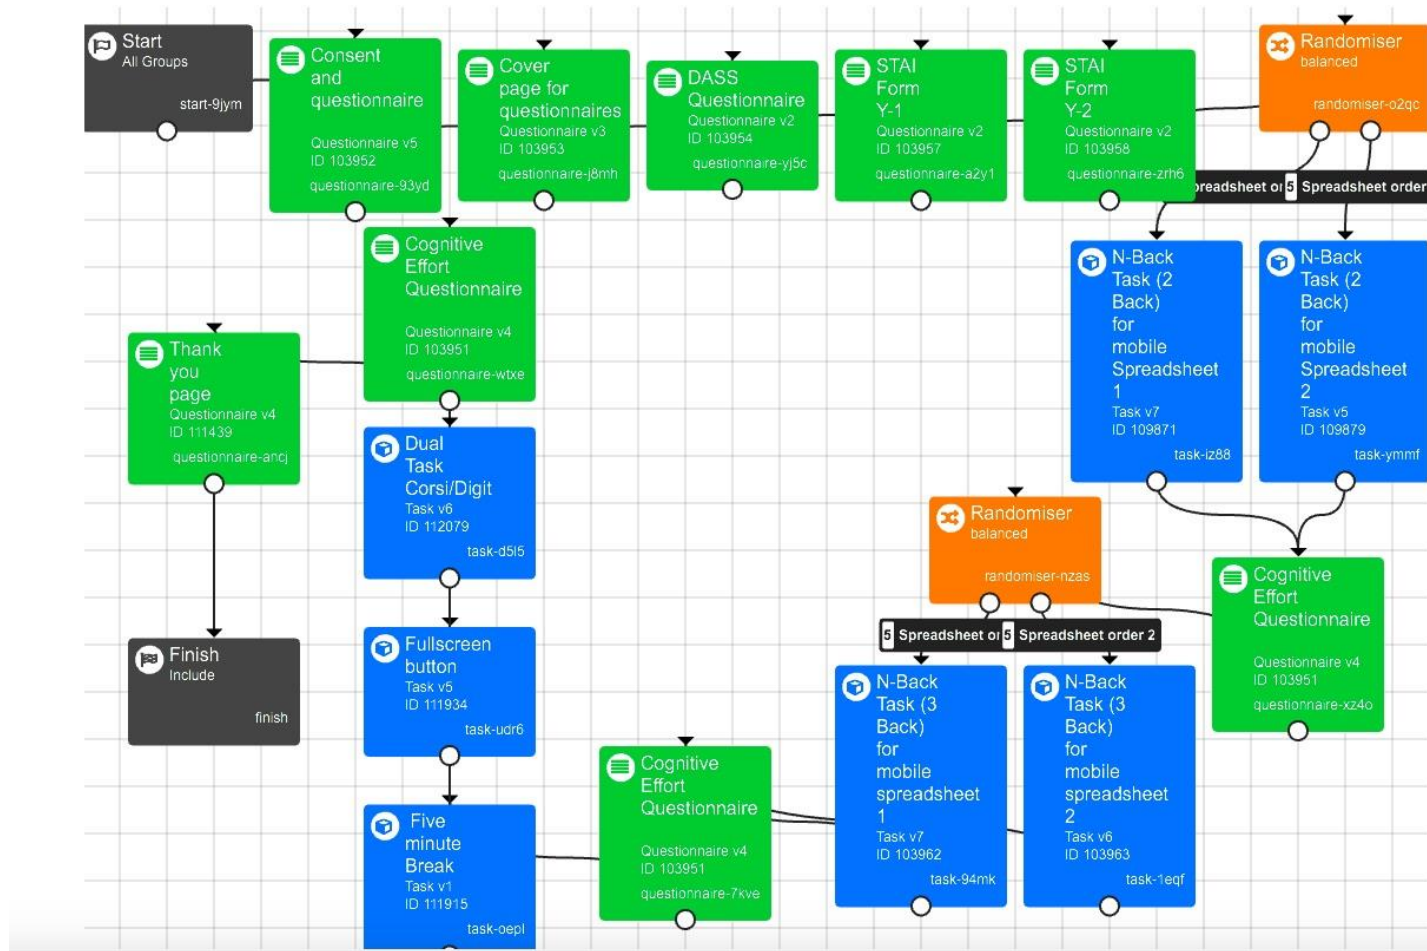 Start
All Groups
start-9jym
Consent
and
questionnaire
Questionnaire v5
ID 103952
questionnaire-93yd
Cover
page for
questionnaires
Questionnaire v3
ID 103953
questionnaire-j8mh
DASS
Questionnaire
Questionnaire v2
ID 103954
questionnaire-yj5c
STAI
Form
Y-1
Questionnaire v2
ID 103957
questionnaire-a2y1
STAI
Form
Y-2
Questionnaire v2
ID 103958
questionnaire-zrh6
Randomiser
balanced
randomiser-o2qc
5 Spreadsheet order
N-Back
Task (2
Back)
for
mobile
Spreadsheet
1
Task v7
ID 109871
task-iz88
N-Back
Task (2
Back)
for
mobile
Spreadsheet
2
Task v5
ID 109879
task-ymmf
Cognitive
Effort
Questionnaire
Questionnaire v4
ID 103951
questionnaire-wtxe
Thank
you
page
Questionnaire v4
ID 111439
questionnaire-ancj
Dual
Task
Corsi/Digit
Task v6
ID 112079
task-d5l5
Randomiser
balanced
randomiser-nzas
5 Spreadsheet or 5 Spreadsheet order 2
Cognitive
Effort
Questionnaire
Questionnaire v4
ID 103951
questionnaire-xz4o
Finish
Include
finish
Fullscreen
button
Task v5
ID 111934
task-udr6
N-Back
Task (3
Back)
for
mobile
spreadsheet
1
Task v7
ID 103962
task-94mk
N-Back
Task (3
Back)
for
mobile
spreadsheet
2
Task v6
ID 103963
task-1eqf
Cognitive
Effort
Questionnaire
Questionnaire v4
ID 103951
questionnaire-7kve
Five
minute
Break
Task v1
ID 111915
task-oepl